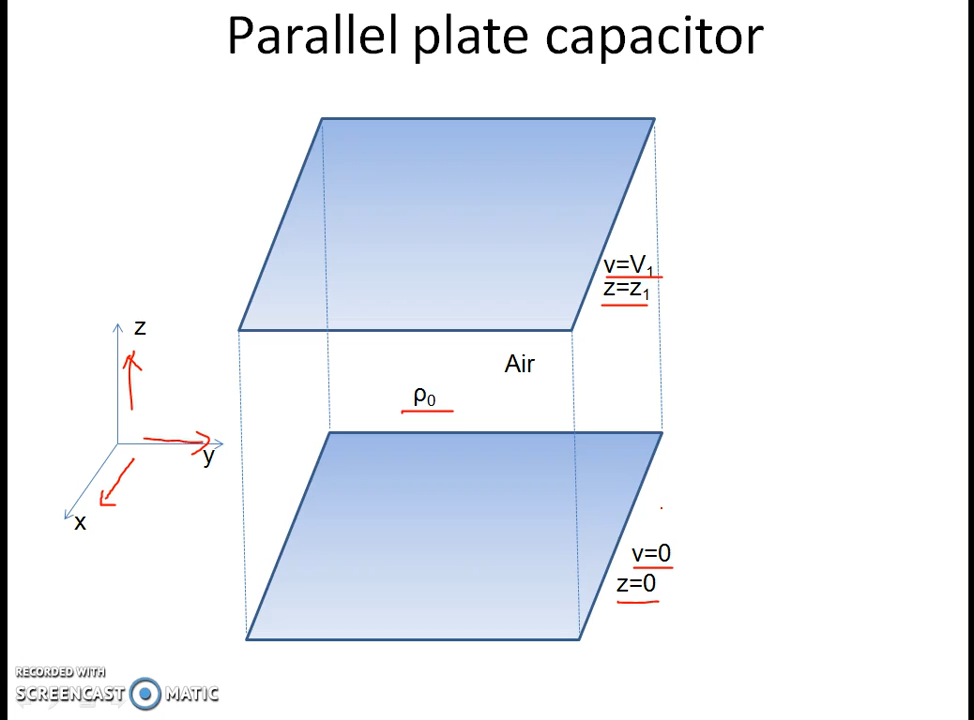 Parallel plate capacitor
v=V₁
z=z₁
z
Air
ρ₀
y
x
v=0
z=0
RECORDED WITH
SCREENCAST MATIC